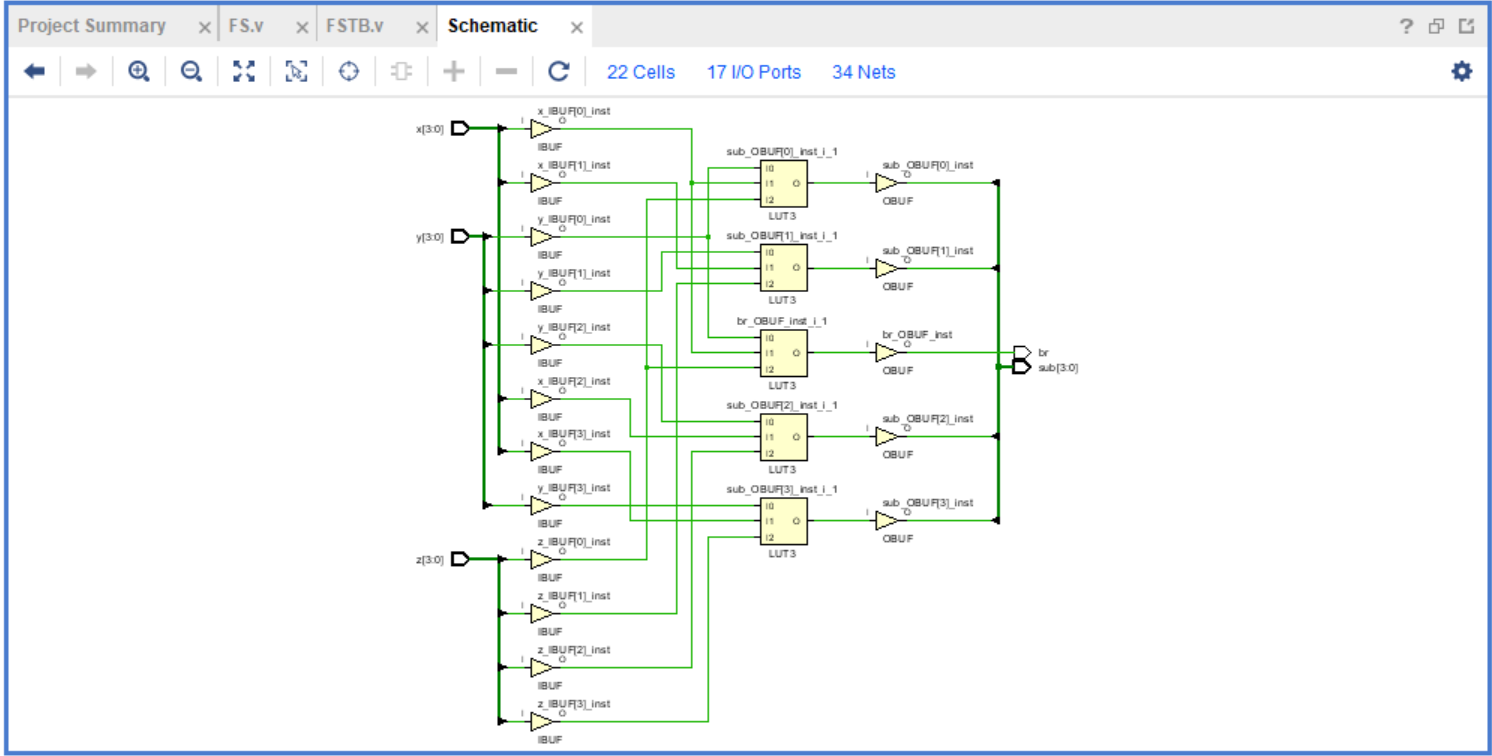 Project Summary × FS.v × FSTB.v × Schematic × ?
22 Cells 17 I/O Ports 34 Nets
x[3:0]
I x_IBUF[0]_inst O
IBUF
I x_IBUF[1]_inst O
IBUF
y[3:0]
I y_IBUF[0]_inst O
IBUF
I y_IBUF[1]_inst O
IBUF
I y_IBUF[2]_inst O
IBUF
I x_IBUF[2]_inst O
IBUF
I x_IBUF[3]_inst O
IBUF
I y_IBUF[3]_inst O
IBUF
z[3:0]
I z_IBUF[0]_inst O
IBUF
I z_IBUF[1]_inst O
IBUF
I z_IBUF[2]_inst O
IBUF
I z_IBUF[3]_inst O
IBUF
sub_OBUF[0]_inst_i_1
I0
I1 O
I2
LUT3
sub_OBUF[1]_inst_i_1
I0
I1 O
I2
LUT3
br_OBUF_inst_i_1
I0
I1 O
I2
LUT3
sub_OBUF[2]_inst_i_1
I0
I1 O
I2
LUT3
sub_OBUF[3]_inst_i_1
I0
I1 O
I2
LUT3
sub_OBUF[0]_inst
I O
OBUF
sub_OBUF[1]_inst
I O
OBUF
br_OBUF_inst
I O
OBUF
sub_OBUF[2]_inst
I O
OBUF
sub_OBUF[3]_inst
I O
OBUF
br
sub[3:0]